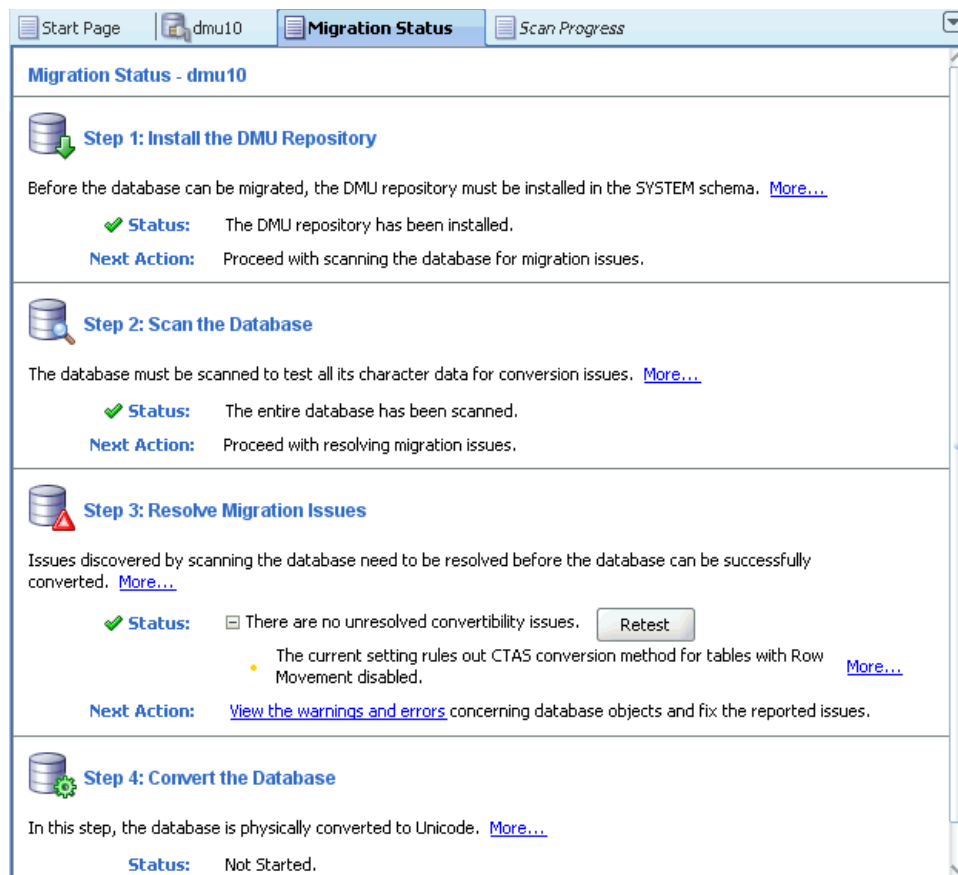 Start Page
dmu10
Migration Status
Scan Progress
Migration Status - dmu10
Step 1: Install the DMU Repository
Before the database can be migrated, the DMU repository must be installed in the SYSTEM schema. More...
Status: The DMU repository has been installed.
Next Action: Proceed with scanning the database for migration issues.
Step 2: Scan the Database
The database must be scanned to test all its character data for conversion issues. More...
Status: The entire database has been scanned.
Next Action: Proceed with resolving migration issues.
Step 3: Resolve Migration Issues
Issues discovered by scanning the database need to be resolved before the database can be successfully
converted. More...
Status: There are no unresolved convertibility issues. Retest
The current setting rules out CTAS conversion method for tables with Row
Movement disabled. More...
Next Action: View the warnings and errors concerning database objects and fix the reported issues.
Step 4: Convert the Database
In this step, the database is physically converted to Unicode. More...
Status: Not Started.